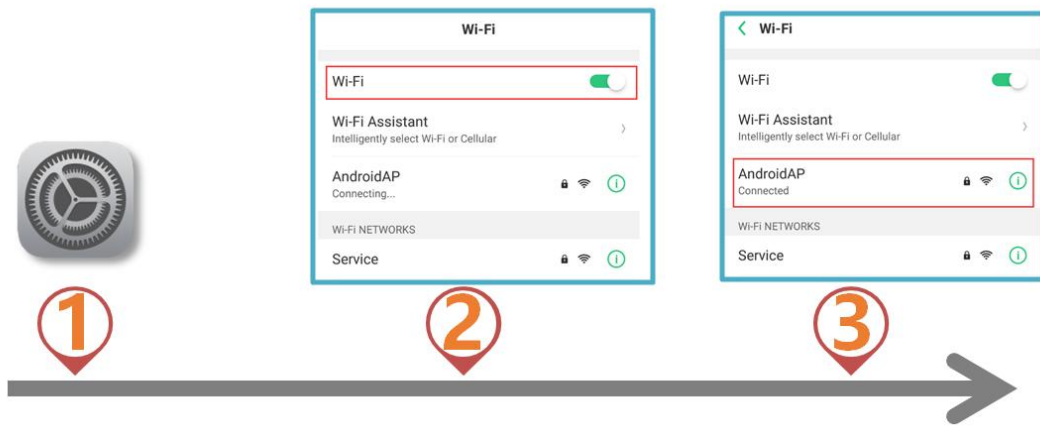 Wi-Fi
Wi-Fi
Wi-Fi Assistant
Intelligently select Wi-Fi or Cellular
AndroidAP
Connecting...
Wi-Fi NETWORKS
Service
Wi-Fi
Wi-Fi
Wi-Fi Assistant
Intelligently select Wi-Fi or Cellular
AndroidAP
Connected
Wi-Fi NETWORKS
Service
1
2
3